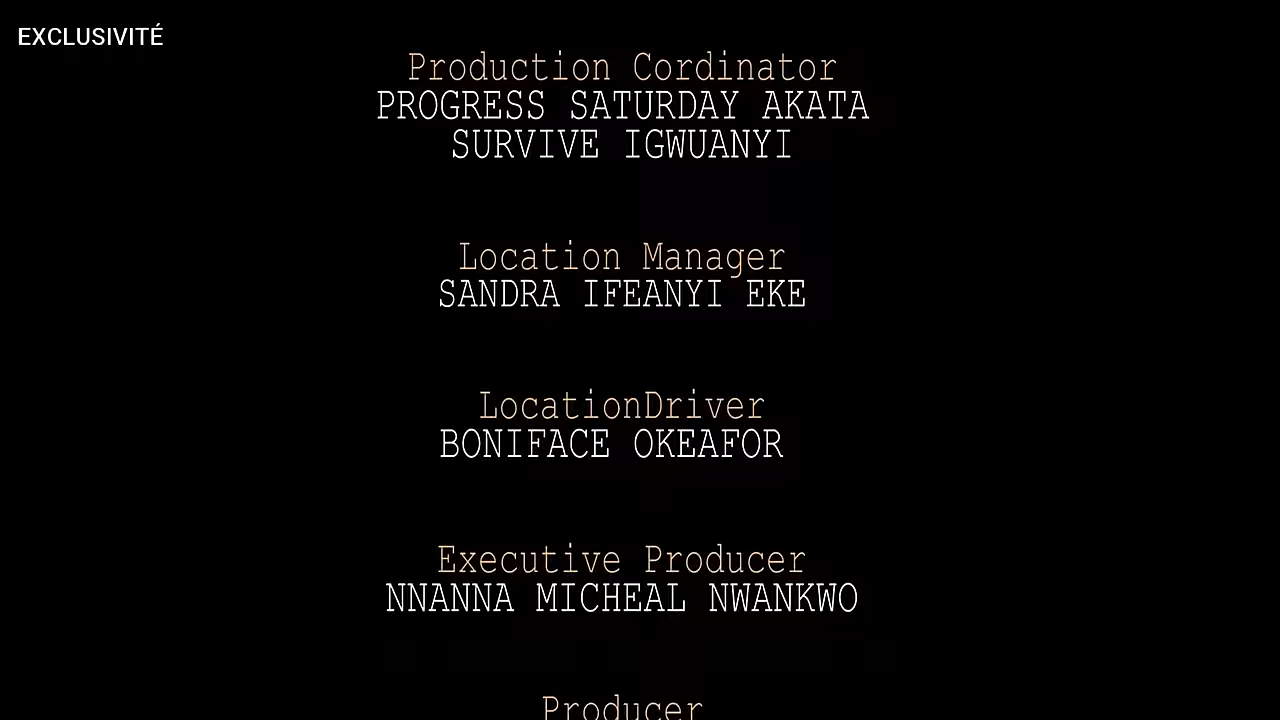 EXCLUSIVITÉ
Production Cordinator
PROGRESS SATURDAY AKATA
SURVIVE IGWUANYI
Location Manager
SANDRA IFEANYI EKE
LocationDriver
BONIFACE OKEAFOR
Executive Producer
NNANNA MICHEAL NWANKWO
Producer